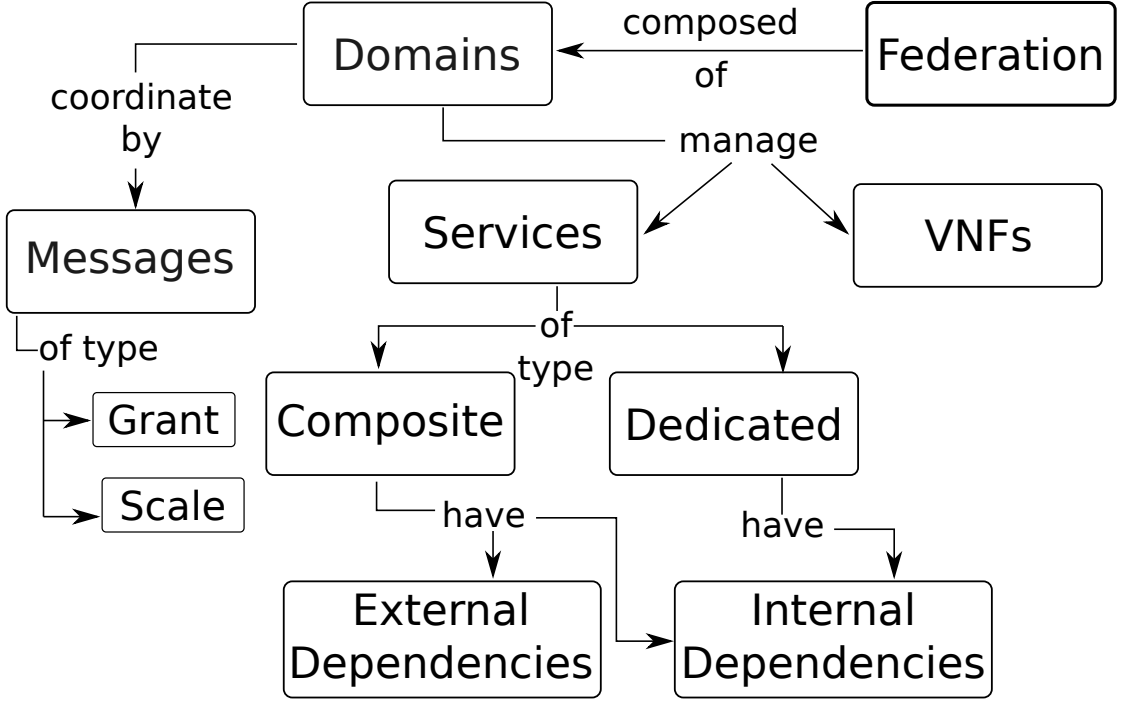 Domains
composed
of
Federation
coordinate
by
manage
Messages
Services
VNFs
of type
of
type
Grant
Scale
Composite
Dedicated
have
have
External
Dependencies
Internal
Dependencies